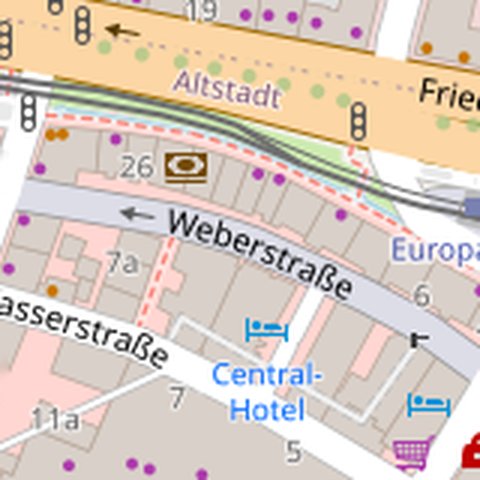 19
Altstadt
Fried
26
Weberstraße
Europa
7a
6
asserstraße
Central-
Hotel
7
11a
5